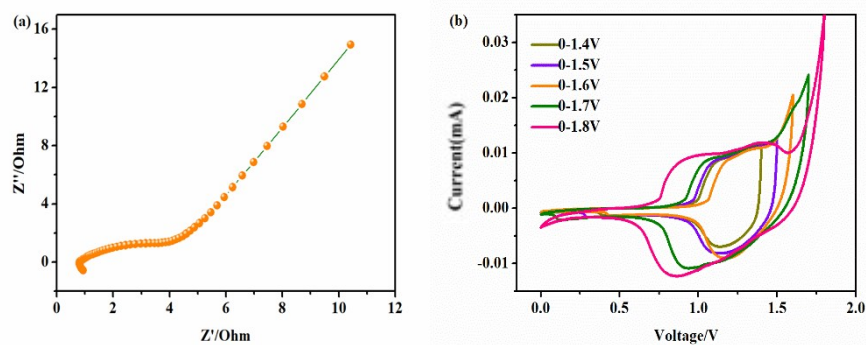 (a)
16
12
8
4
0
0 2 4 6 8 10 12
Z''/Ohm
Z'/Ohm
(b)
0-1.4V
0-1.5V
0-1.6V
0-1.7V
0-1.8V
0.03
0.02
0.01
0.00
-0.01
0.0 0.5 1.0 1.5 2.0
Current(mA)
Voltage/V